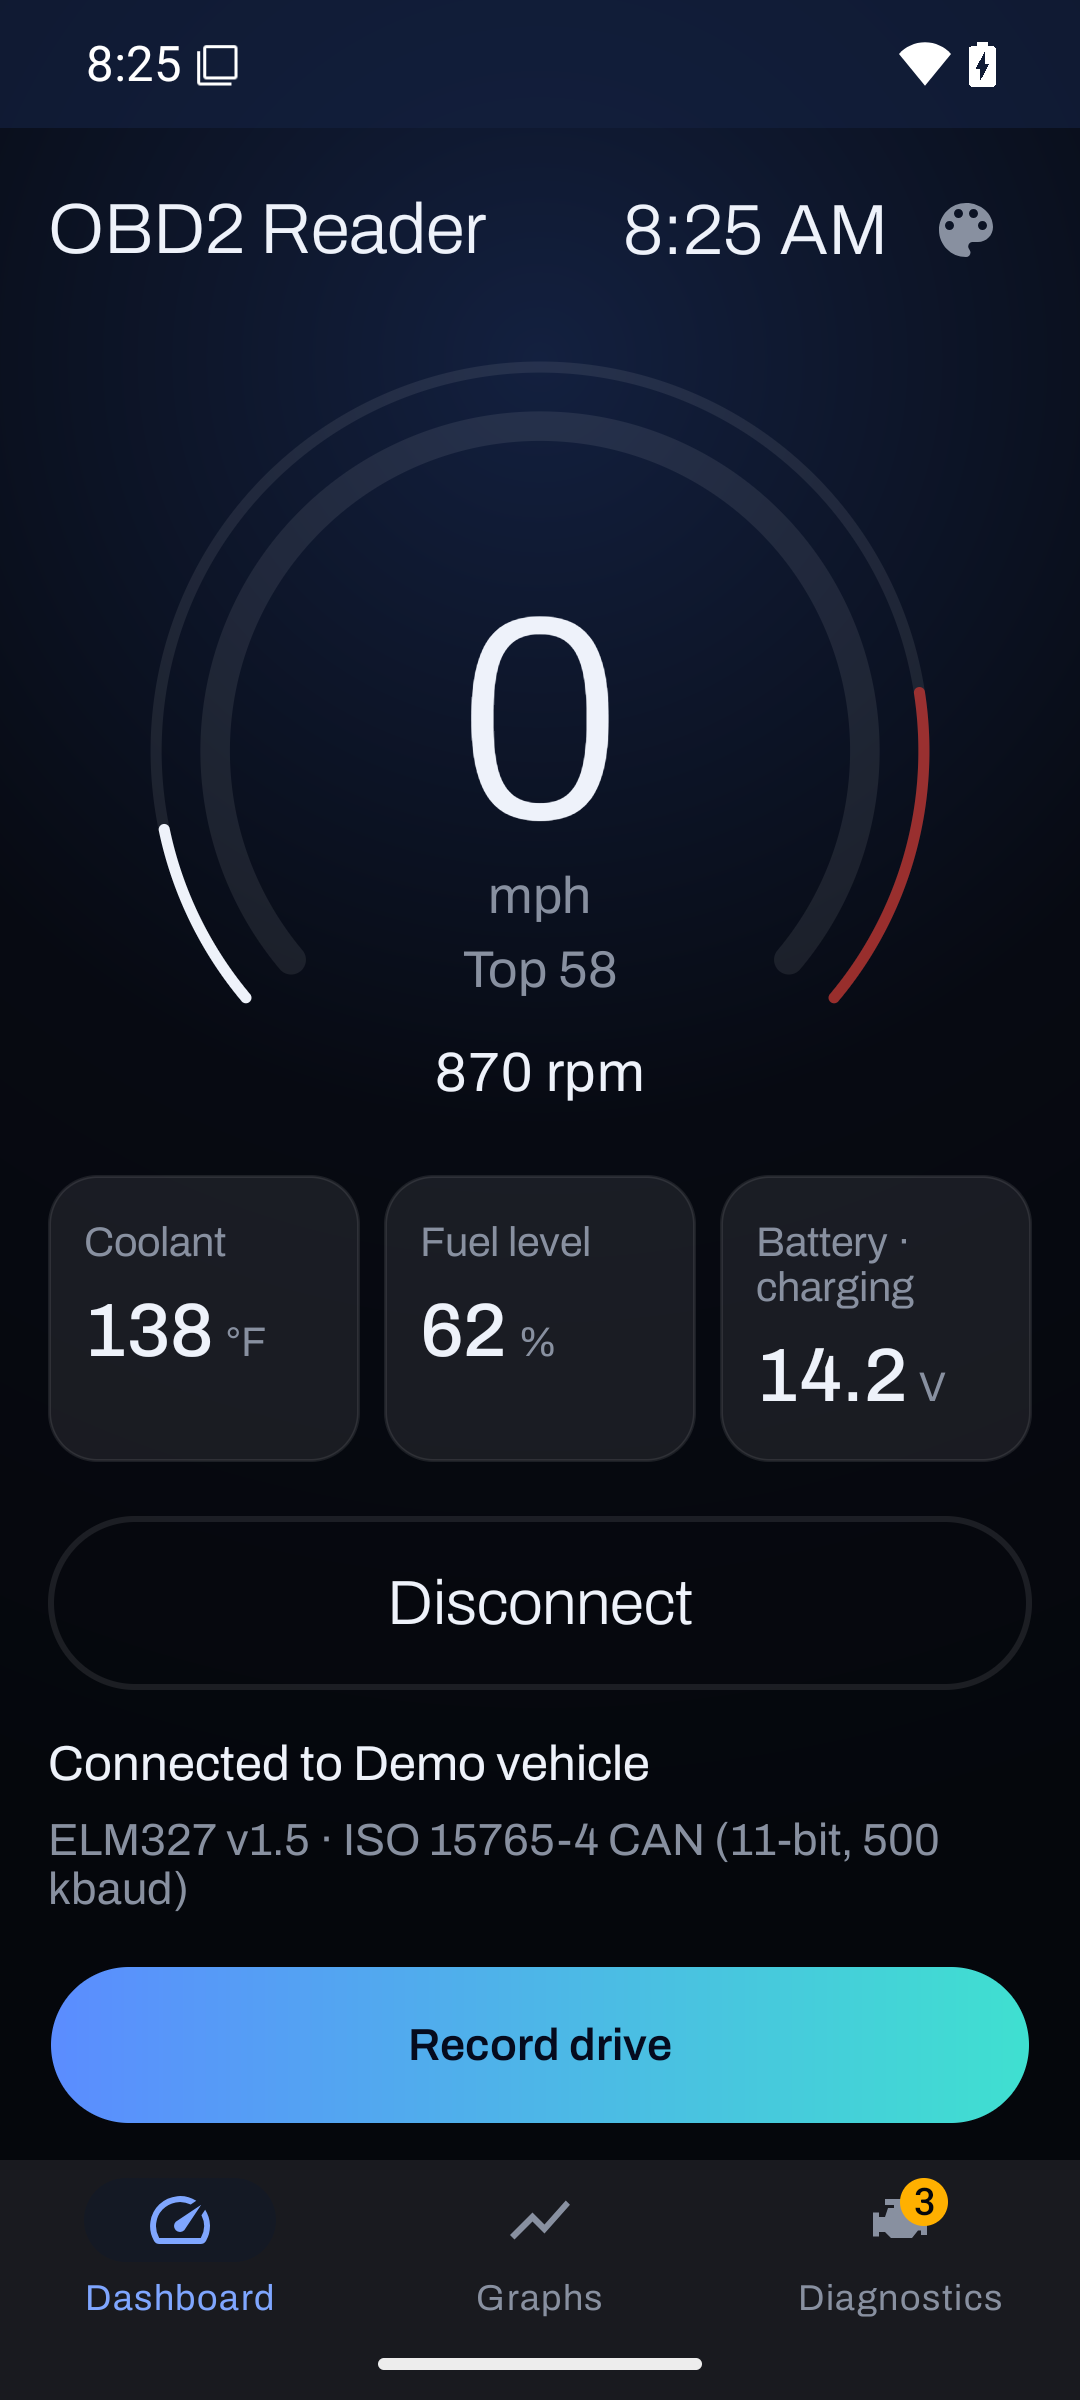 8:25
OBD2 Reader
8:25 AM
0
mph
Top 58
870 rpm
Coolant
138 °F
Fuel level
62 %
Battery ·
charging
14.2 V
Disconnect
Connected to Demo vehicle
ELM327 v1.5 · ISO 15765-4 CAN (11-bit, 500
kbaud)
Record drive
3
Dashboard
Graphs
Diagnostics